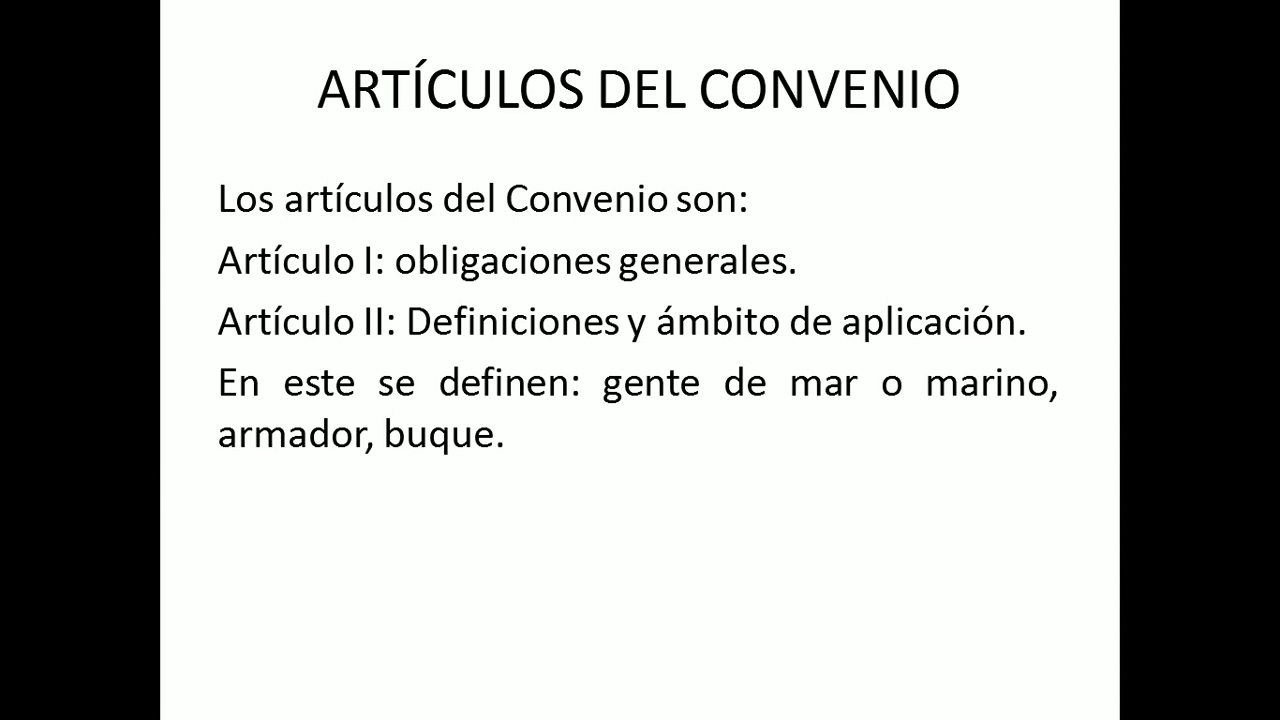 ARTÍCULOS DEL CONVENIO
Los artículos del Convenio son:
Artículo I: obligaciones generales.
Artículo II: Definiciones y ámbito de aplicación.
En este se definen: gente de mar o marino,
armador, buque.